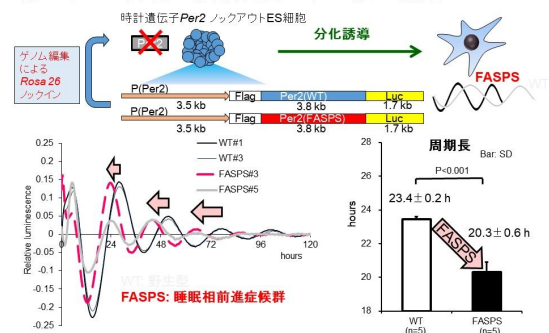 時計遺伝子Per2 ノックアウトES細胞
Per2
分化誘導
ゲノム編集
による
Rosa 26
ノックイン
FASPS
WT
P(Per2)
Flag
Per2(WT)
Luc
3.5 kb
3.8 kb
1.7 kb
P(Per2)
Flag
Per2(FASPS)
Luc
3.5 kb
3.8 kb
1.7 kb
Relative luminescence
0.25
0.2
0.15
0.1
0.05
0
-0.05
-0.1
-0.15
-0.2
-0.25
0
24
48
72
96
120
hours
WT#1
WT#3
FASPS#3
FASPS#5
WT: 野生型
FASPS: 睡眠相前進症候群
周期長
Bar: SD
P<0.001
23.4±0.2 h
20.3±0.6 h
FASPS
hours
28
26
24
22
20
18
WT
(n=5)
FASPS
(n=5)